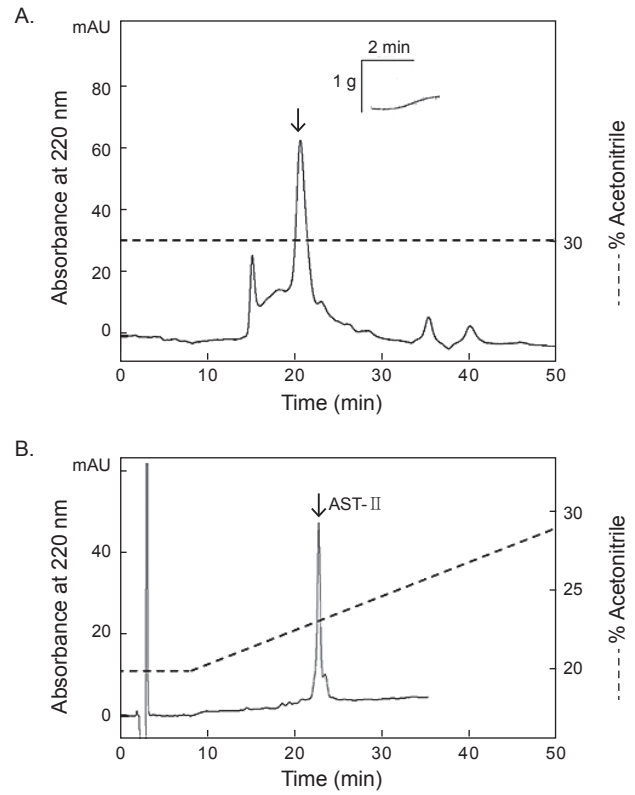 A.
mAU
2 min
1 g
80
60
40
20
0
Absorbance at 220 nm
30
----- % Acetonitrile
0 10 20 30 40 50
Time (min)
B.
mAU
AST-Ⅱ
40
20
0
Absorbance at 220 nm
30
25
20
----- % Acetonitrile
0 10 20 30 40 50
Time (min)